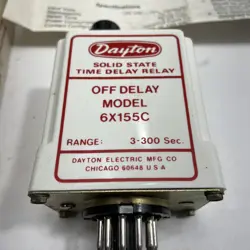 Dayton
SOLID STATE
TIME DELAY RELAY
OFF DELAY
MODEL
6X155C
RANGE: 3-300 Sec.
DAYTON ELECTRIC MFG CO
CHICAGO 60648 U S A